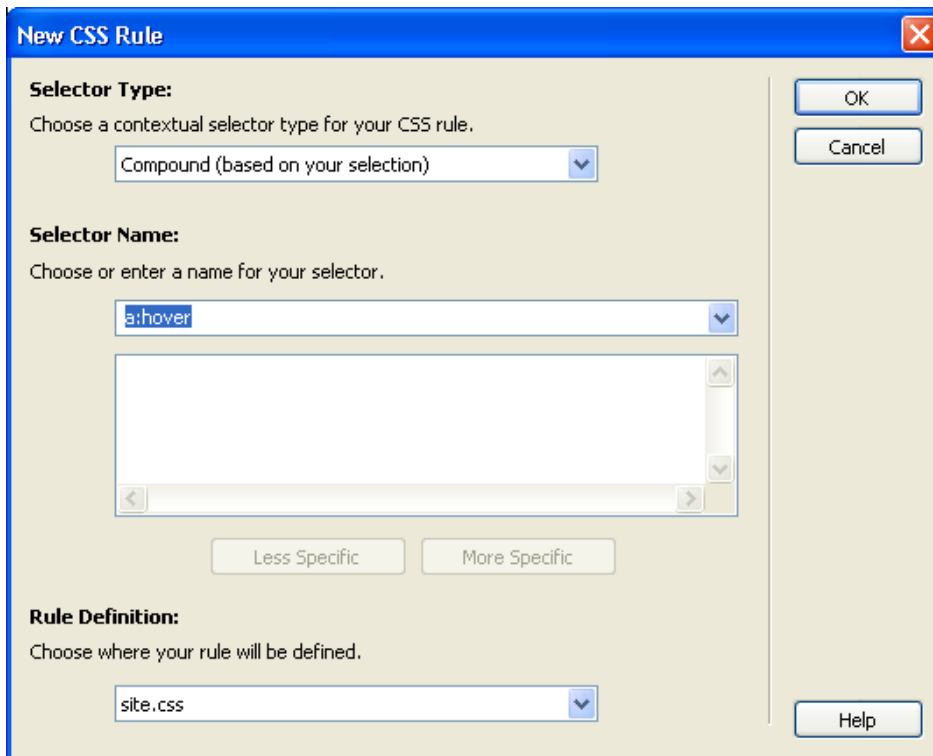 New CSS Rule
Selector Type:
OK
Choose a contextual selector type for your CSS rule.
Compound (based on your selection)
Cancel
Selector Name:
Choose or enter a name for your selector.
a:hover
Less Specific
More Specific
Rule Definition:
Choose where your rule will be defined.
site.css
Help